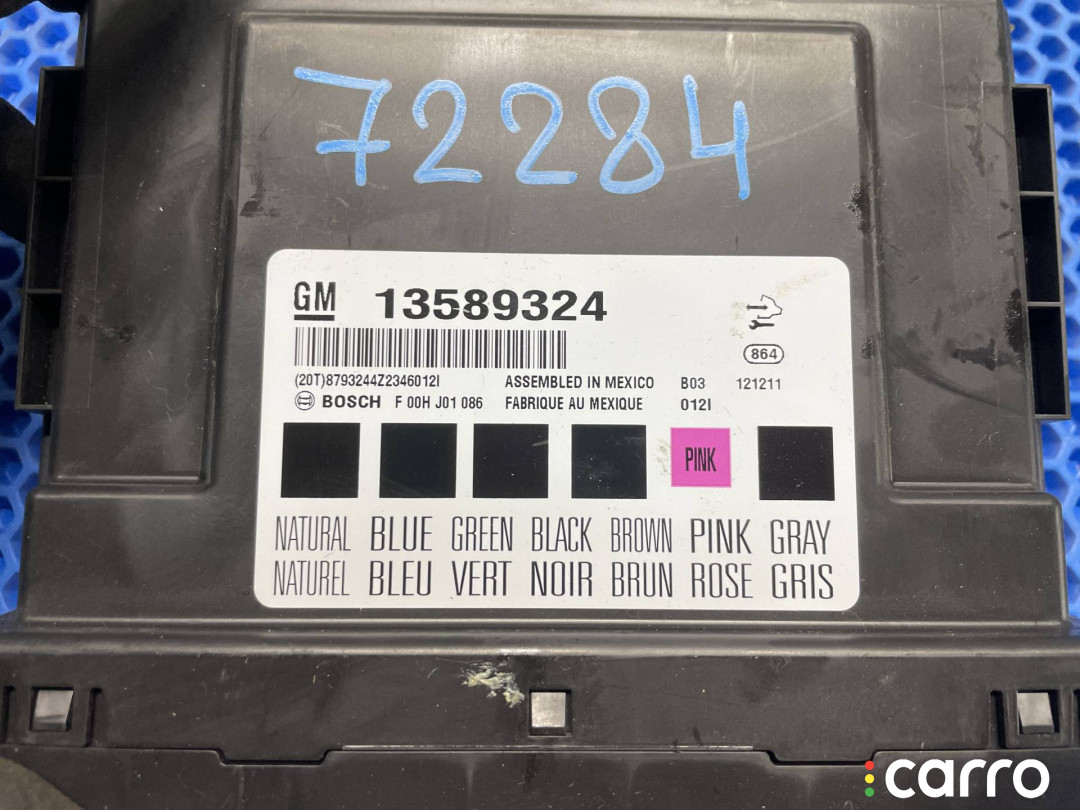 72284
GM 13589324
864
(20T)8793244Z2346012I ASSEMBLED IN MEXICO B03 121211
BOSCH F 00H J01 086 FABRIQUE AU MEXIQUE 012I
PINK
NATURAL BLUE GREEN BLACK BROWN PINK GRAY
NATUREL BLEU VERT NOIR BRUN ROSE GRIS
carro